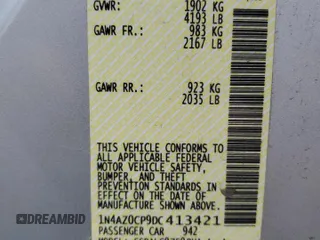 GVWR: 1902 KG
4193 LB
GAWR FR.: 983 KG
2167 LB
GAWR RR.: 923 KG
2035 LB
THIS VEHICLE CONFORMS TO
ALL APPLICABLE FEDERAL
MOTOR VEHICLE SAFETY,
BUMPER, AND THEFT
PREVENTION STANDARDS IN
EFFECT ON THE DATE OF
MANUFACTURE SHOWN ABOVE.
1N4AZ0CP9DC413421
PASSENGER CAR 942
DREAMBID